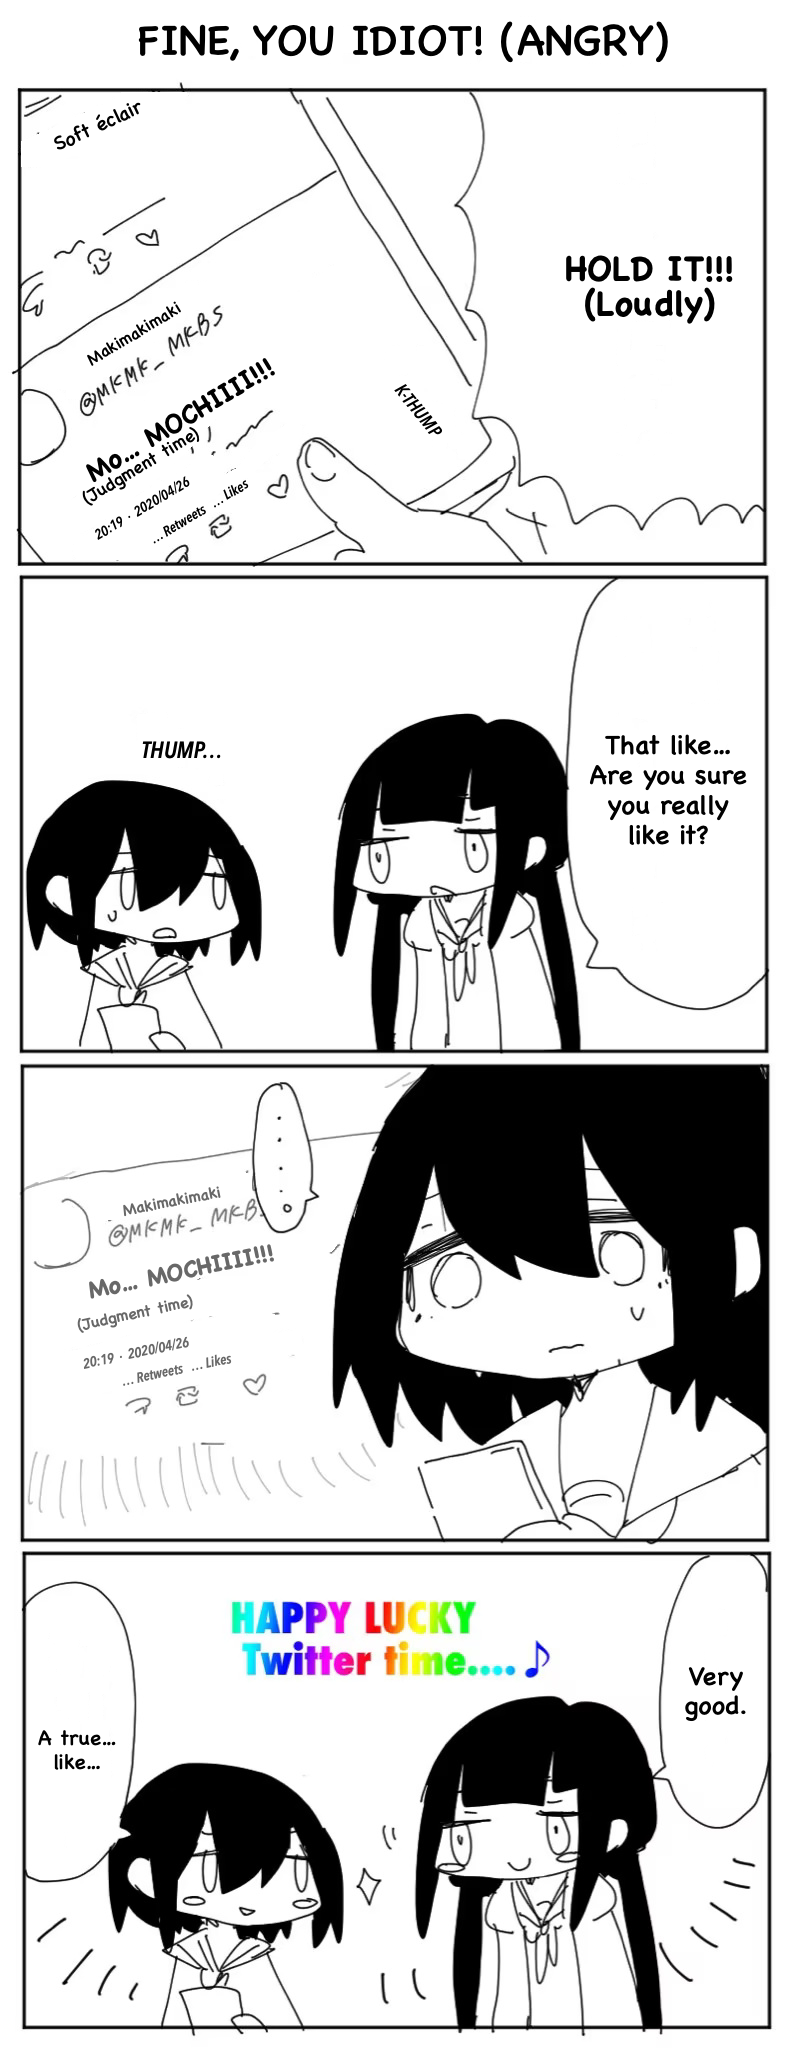 FINE, YOU IDIOT! (ANGRY)
Soft éclair
HOLD IT!!!
(Loudly)
Makimakimaki
@MKMK_MKBS
Mo... MOCHIIII!!!
(Judgment time)
20:19 · 2020/04/26
...Retweets ...Likes
K-THUMP
THUMP...
That like...
Are you sure
you really
like it?
Makimakimaki
@MKMK_MKB
Mo... MOCHIIII!!!
(Judgment time)
20:19 · 2020/04/26
...Retweets ...Likes
HAPPY LUCKY
Twitter time....♪
Very
good.
A true...
like...